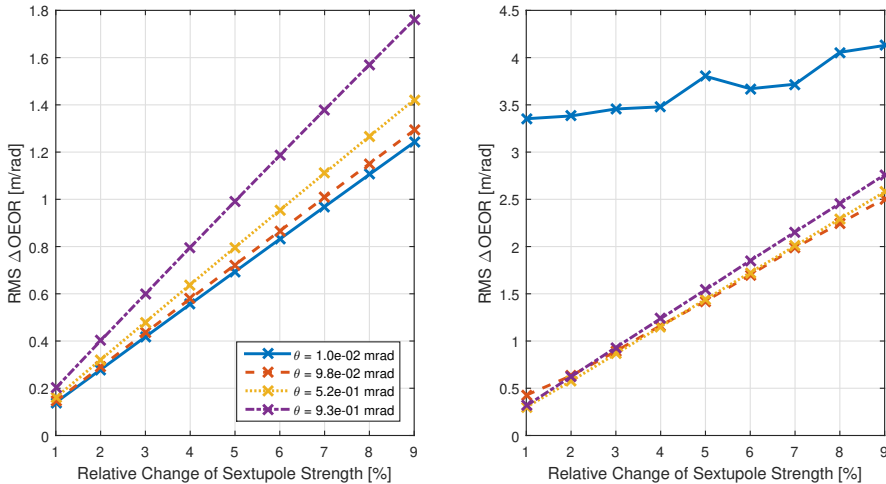 1.8
1.6
1.4
1.2
1
0.8
0.6
0.4
0.2
0
RMS △OEOR [m/rad]
θ = 1.0e-02 mrad
θ = 9.8e-02 mrad
θ = 5.2e-01 mrad
θ = 9.3e-01 mrad
1 2 3 4 5 6 7 8 9
Relative Change of Sextupole Strength [%]
4.5
4
3.5
3
2.5
2
1.5
1
0.5
0
RMS △OEOR [m/rad]
1 2 3 4 5 6 7 8 9
Relative Change of Sextupole Strength [%]